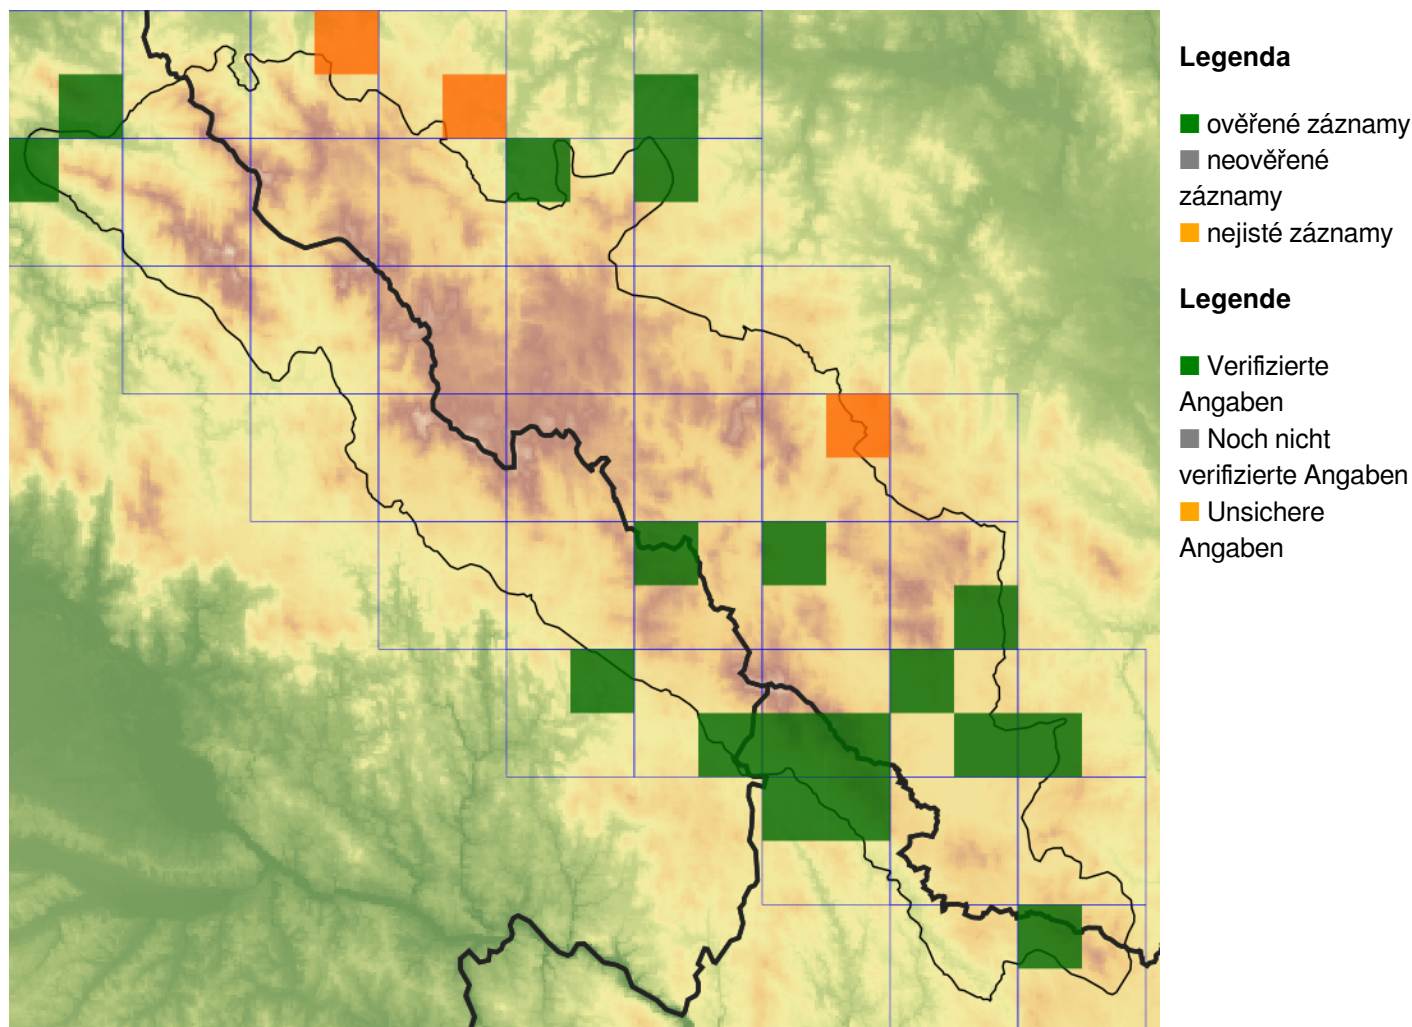 Legenda
ověřené záznamy
neověřené
záznamy
nejisté záznamy
Legende
Verifizierte
Angaben
Noch nicht
verifizierte Angaben
Unsichere
Angaben